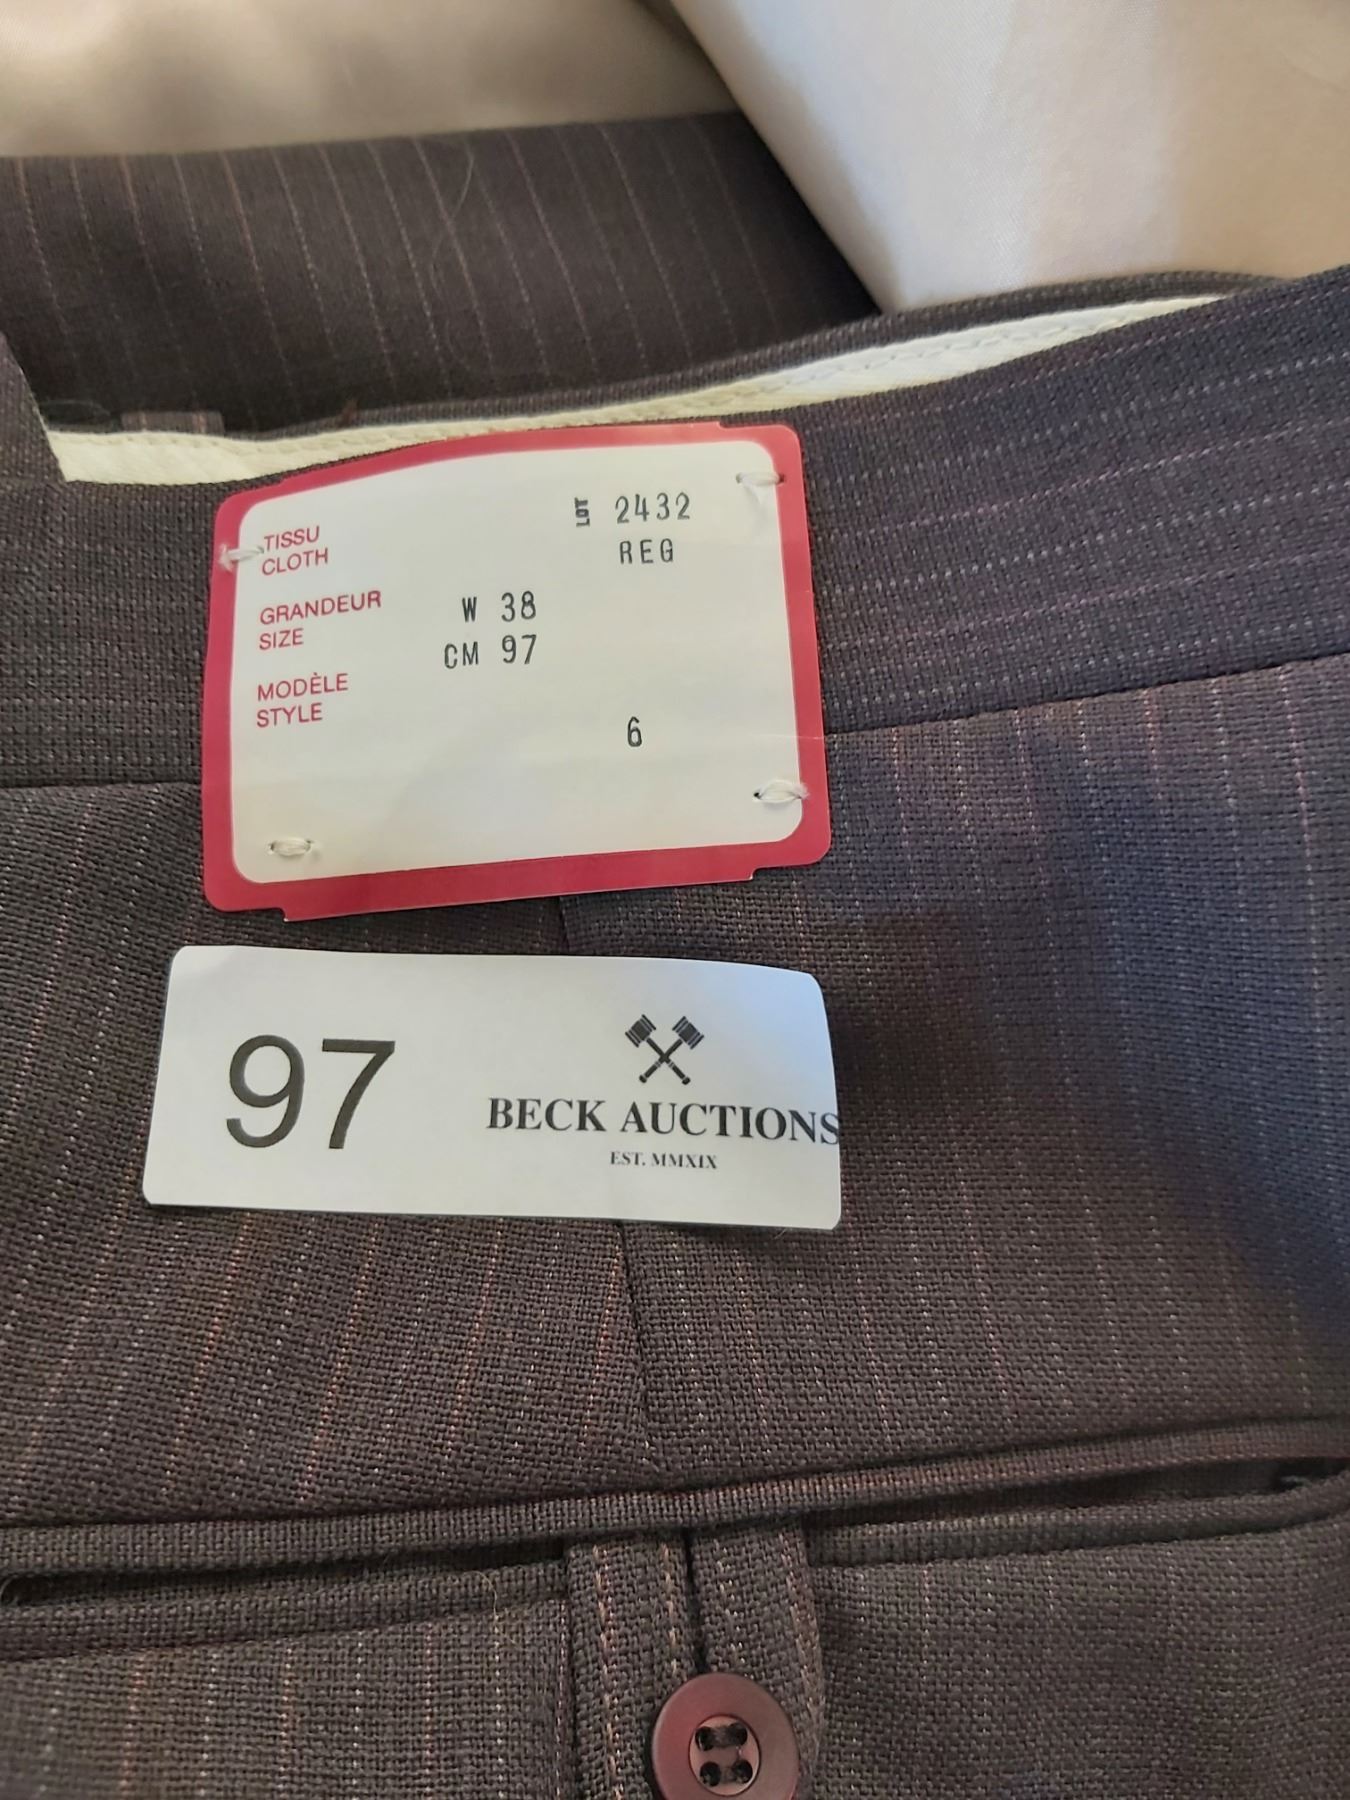 TISSU
CLOTH
LOT 2432
REG
GRANDEUR
SIZE
W 38
CM 97
MODÈLE
STYLE
6
97
BECK AUCTIONS
EST. MMXIX